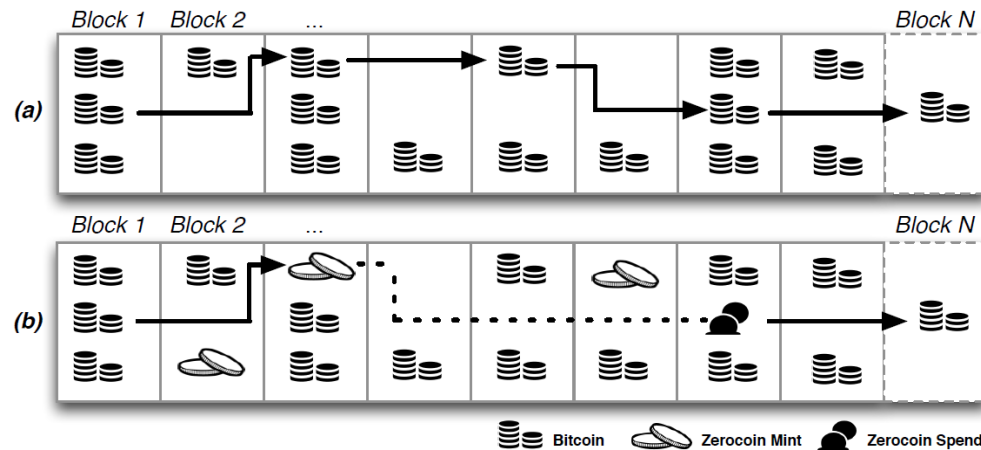 Block 1 Block 2 ... Block N
(a)
Block 1 Block 2 ... Block N
(b)
Bitcoin Zerocoin Mint Zerocoin Spend